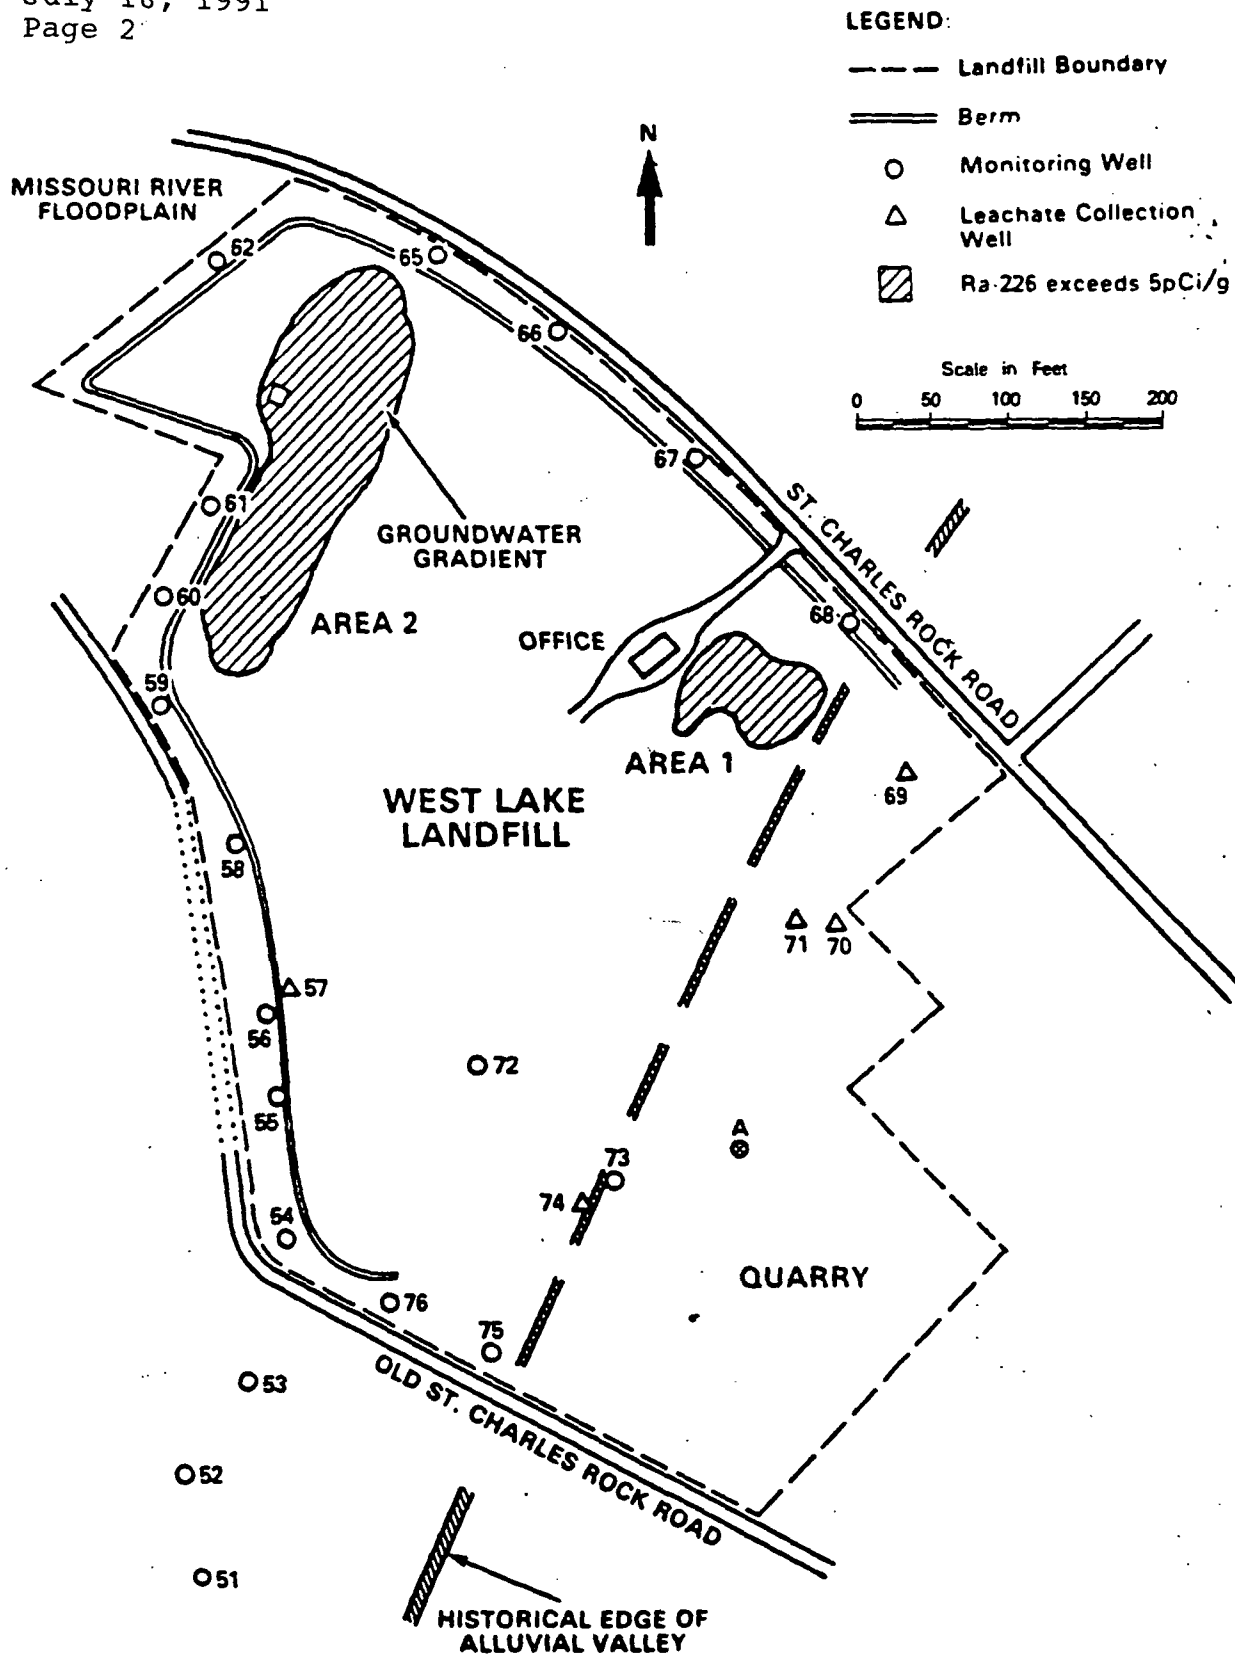 July 18, 1991
Page 2
LEGEND:
Landfill Boundary
Berm
Monitoring Well
Leachate Collection
Well
Ra-226 exceeds 5pCi/g
Scale in Feet
0 50 100 150 200
N
MISSOURI RIVER
FLOODPLAIN
62
65
66
67
ST. CHARLES ROCK ROAD
61
GROUNDWATER
GRADIENT
60
AREA 2
OFFICE
68
59
AREA 1
WEST LAKE
LANDFILL
69
58
71
70
57
56
72
55
A
73
74
54
QUARRY
76
75
53
OLD ST. CHARLES ROCK ROAD
52
51
HISTORICAL EDGE OF
ALLUVIAL VALLEY